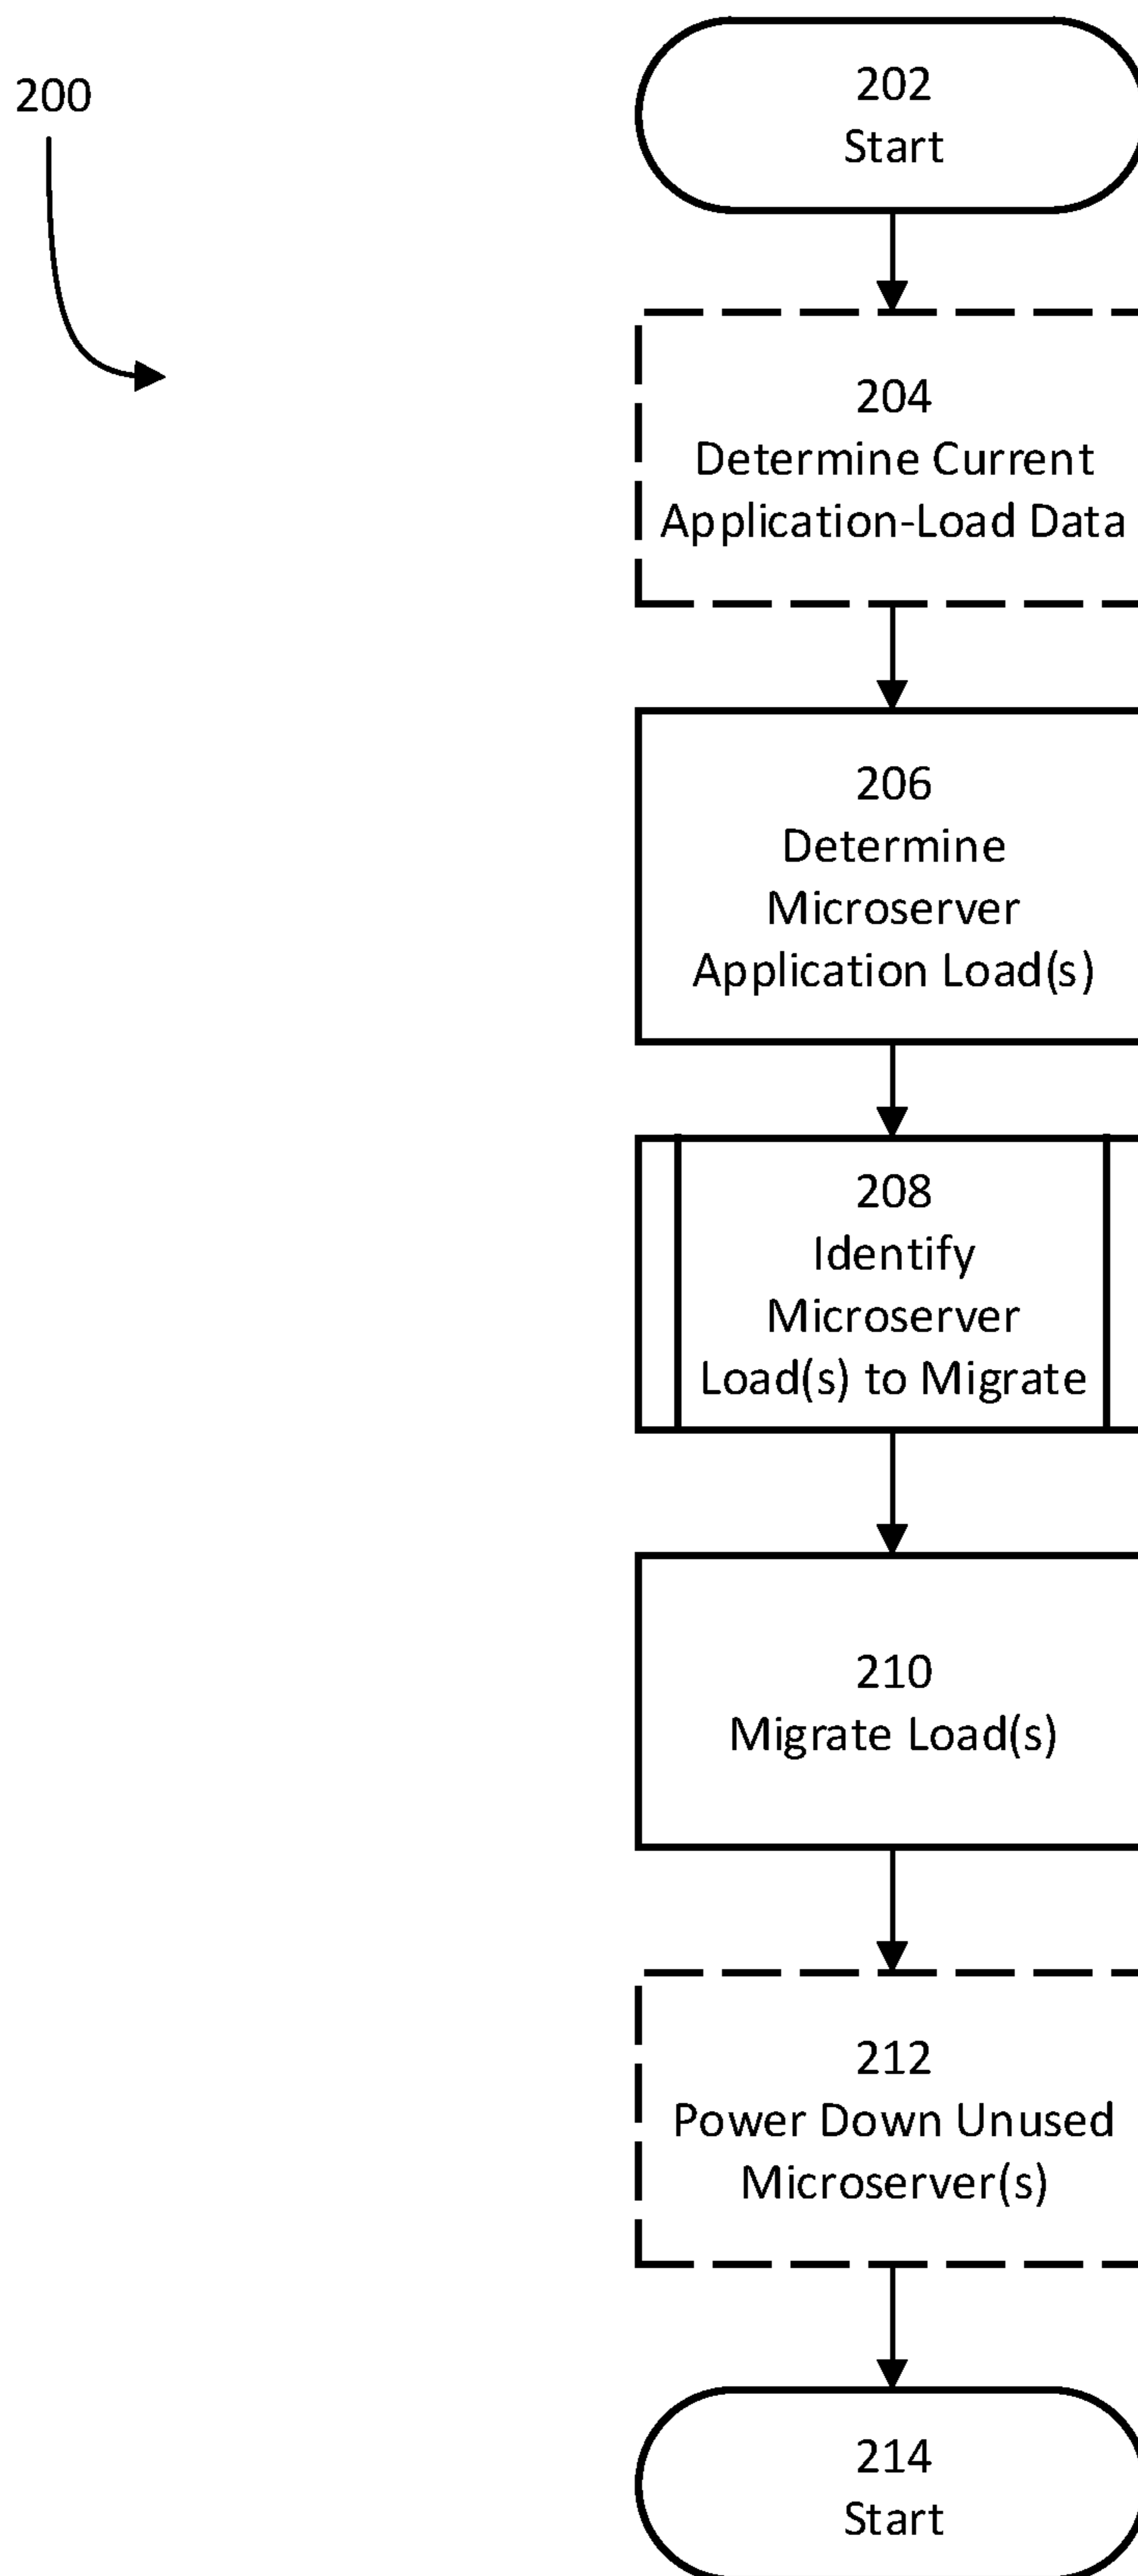 200
202
Start
204
Determine Current
Application-Load Data
206
Determine
Microserver
Application Load(s)
208
Identify
Microserver
Load(s) to Migrate
210
Migrate Load(s)
212
Power Down Unused
Microserver(s)
214
Start